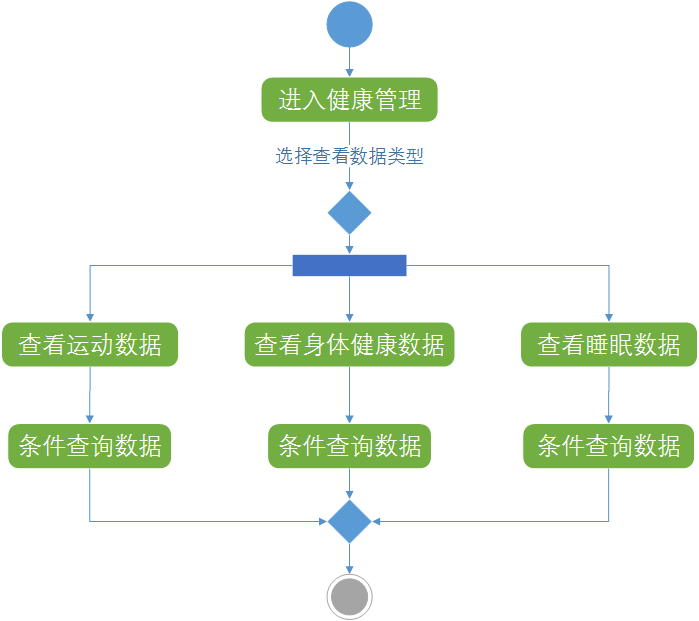 进入健康管理
选择查看数据类型
查看运动数据
查看身体健康数据
查看睡眠数据
条件查询数据
条件查询数据
条件查询数据